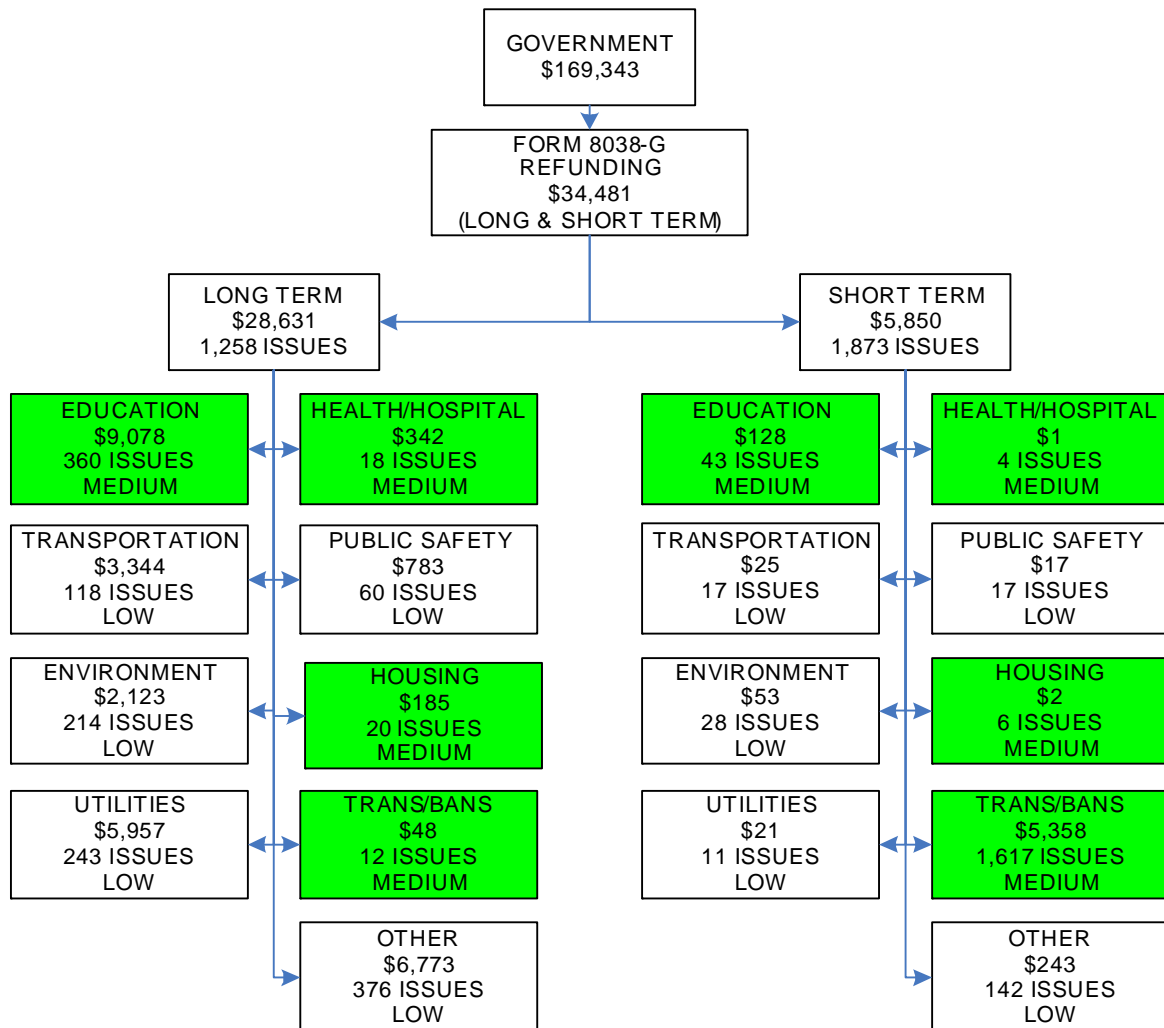 GOVERNMENT
$169,343
FORM 8038-G
REFUNDING
$34,481
(LONG & SHORT TERM)
LONG TERM
$28,631
1,258 ISSUES
SHORT TERM
$5,850
1,873 ISSUES
EDUCATION
$9,078
360 ISSUES
MEDIUM
HEALTH/HOSPITAL
$342
18 ISSUES
MEDIUM
TRANSPORTATION
$3,344
118 ISSUES
LOW
PUBLIC SAFETY
$783
60 ISSUES
LOW
ENVIRONMENT
$2,123
214 ISSUES
LOW
HOUSING
$185
20 ISSUES
MEDIUM
UTILITIES
$5,957
243 ISSUES
LOW
TRANS/BANS
$48
12 ISSUES
MEDIUM
OTHER
$6,773
376 ISSUES
LOW
EDUCATION
$128
43 ISSUES
MEDIUM
HEALTH/HOSPITAL
$1
4 ISSUES
MEDIUM
TRANSPORTATION
$25
17 ISSUES
LOW
PUBLIC SAFETY
$17
17 ISSUES
LOW
ENVIRONMENT
$53
28 ISSUES
LOW
HOUSING
$2
6 ISSUES
MEDIUM
UTILITIES
$21
11 ISSUES
LOW
TRANS/BANS
$5,358
1,617 ISSUES
MEDIUM
OTHER
$243
142 ISSUES
LOW